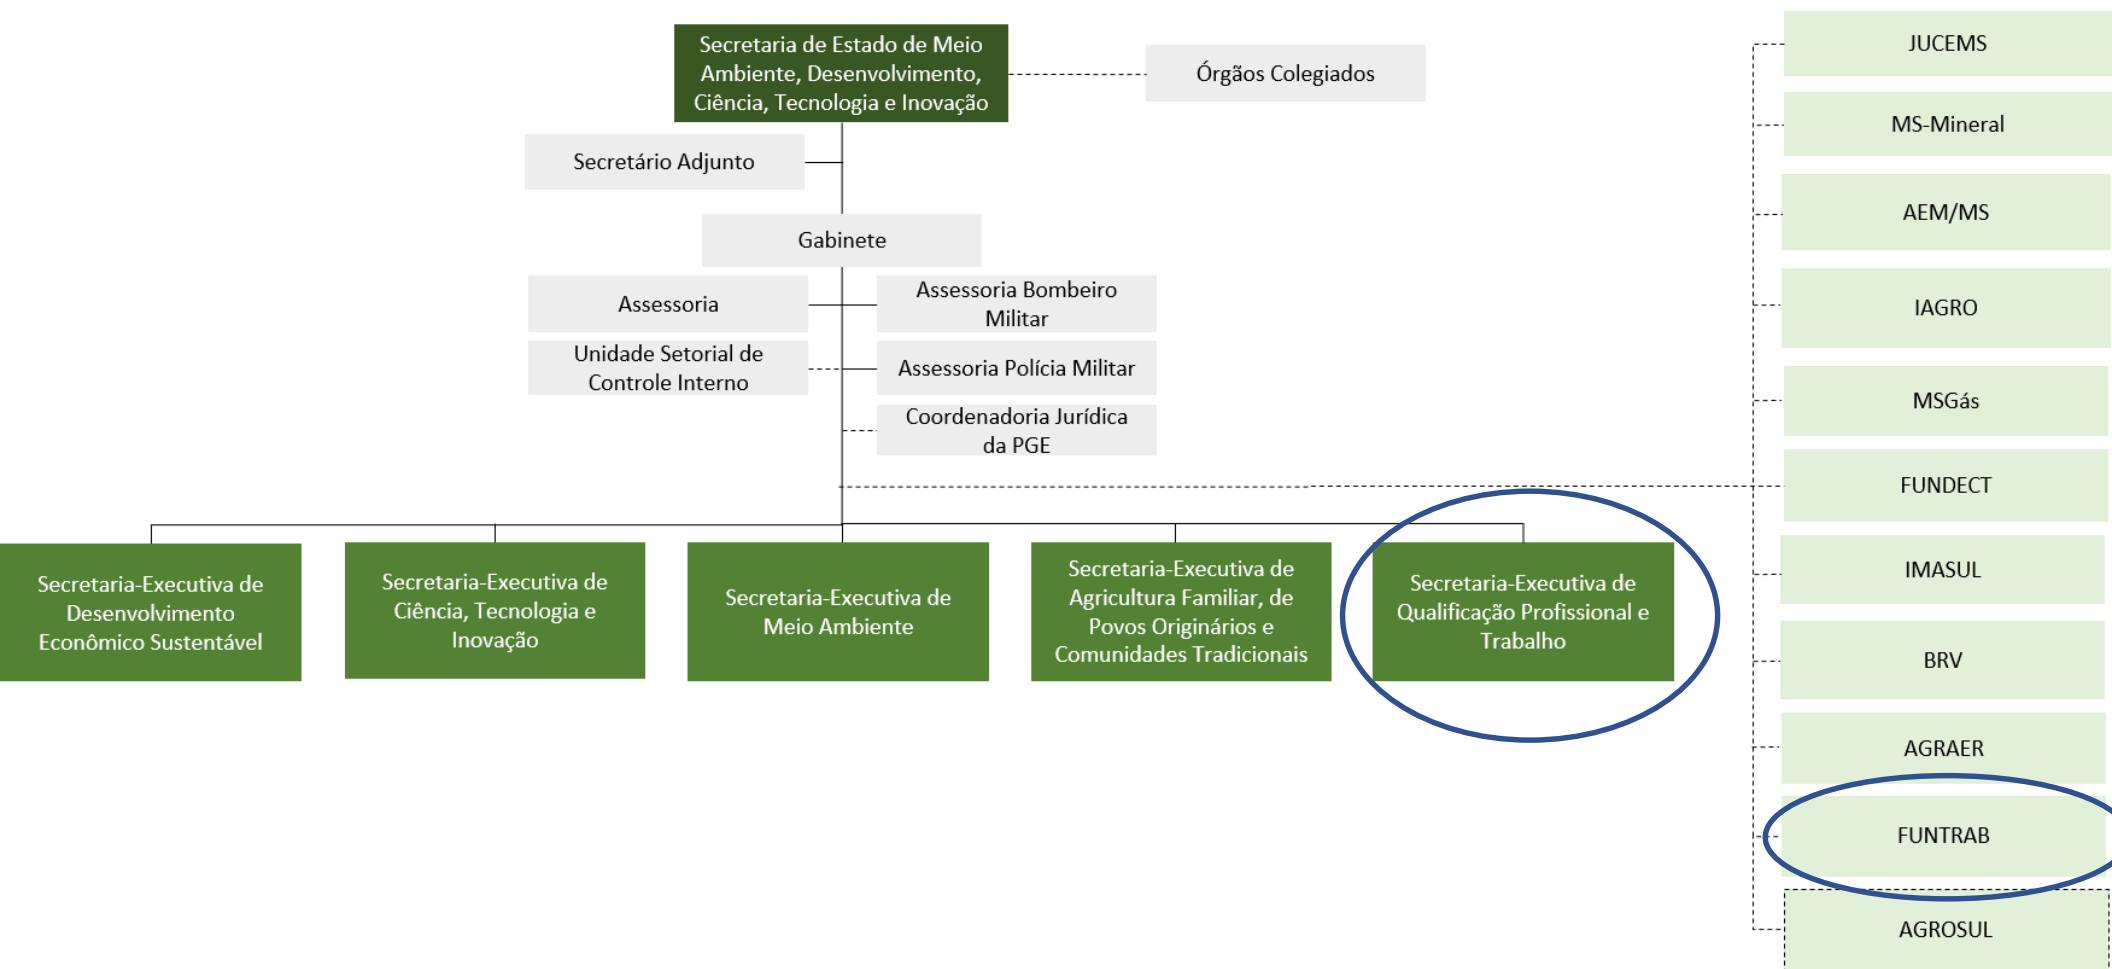 Secretaria de Estado de Meio
Ambiente, Desenvolvimento,
Ciência, Tecnologia e Inovação
Órgãos Colegiados
Secretário Adjunto
Gabinete
Assessoria
Assessoria Bombeiro
Militar
Unidade Setorial de
Controle Interno
Assessoria Polícia Militar
Coordenadoria Jurídica
da PGE
Secretaria-Executiva de
Desenvolvimento
Econômico Sustentável
Secretaria-Executiva de
Ciência, Tecnologia e
Inovação
Secretaria-Executiva de
Meio Ambiente
Secretaria-Executiva de
Agricultura Familiar, de
Povos Originários e
Comunidades Tradicionais
Secretaria-Executiva de
Qualificação Profissional e
Trabalho
JUCEMS
MS-Mineral
AEM/MS
IAGRO
MSGás
FUNDECT
IMASUL
BRV
AGRAER
FUNTRAB
AGROSUL